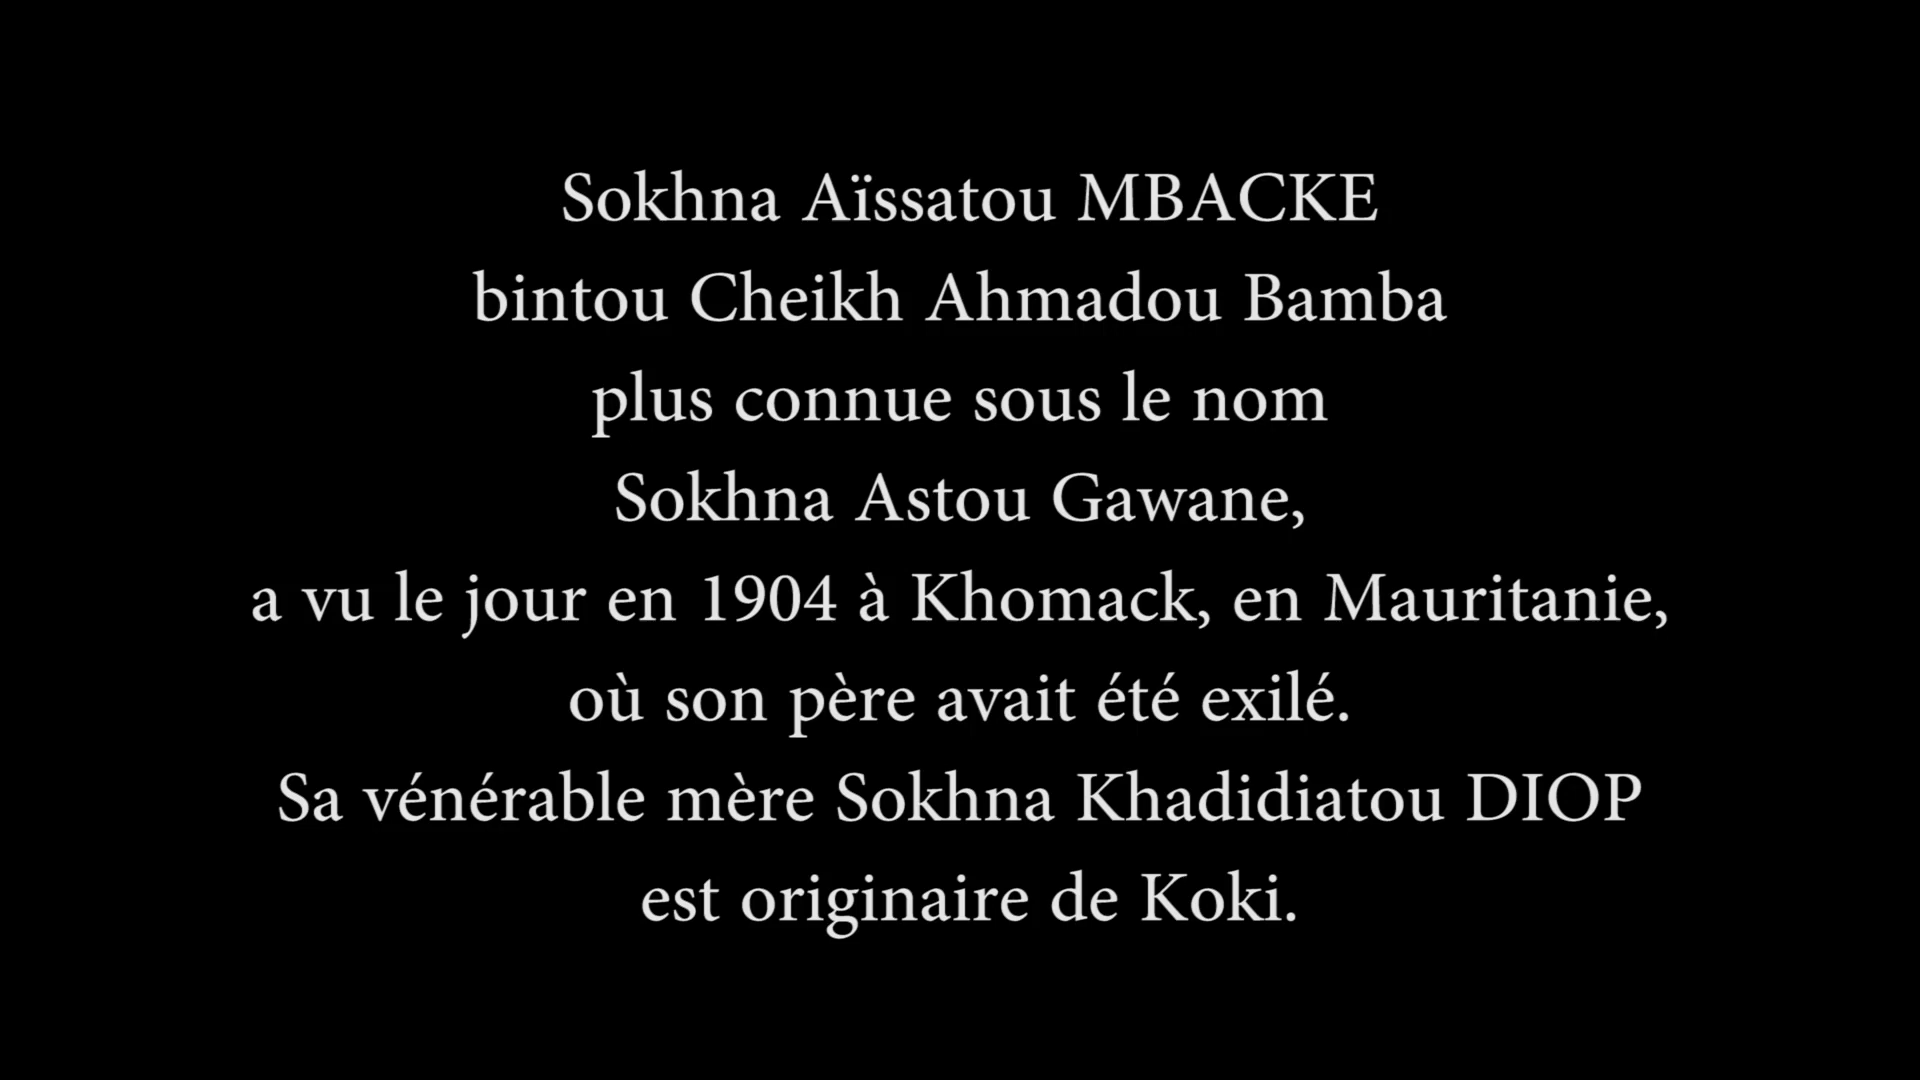 Sokhna Aïssatou MBACKE
bintou Cheikh Ahmadou Bamba
plus connue sous le nom
Sokhna Astou Gawane,
a vu le jour en 1904 à Khomack, en Mauritanie,
où son père avait été exilé.
Sa vénérable mère Sokhna Khadidiatou DIOP
est originaire de Koki.